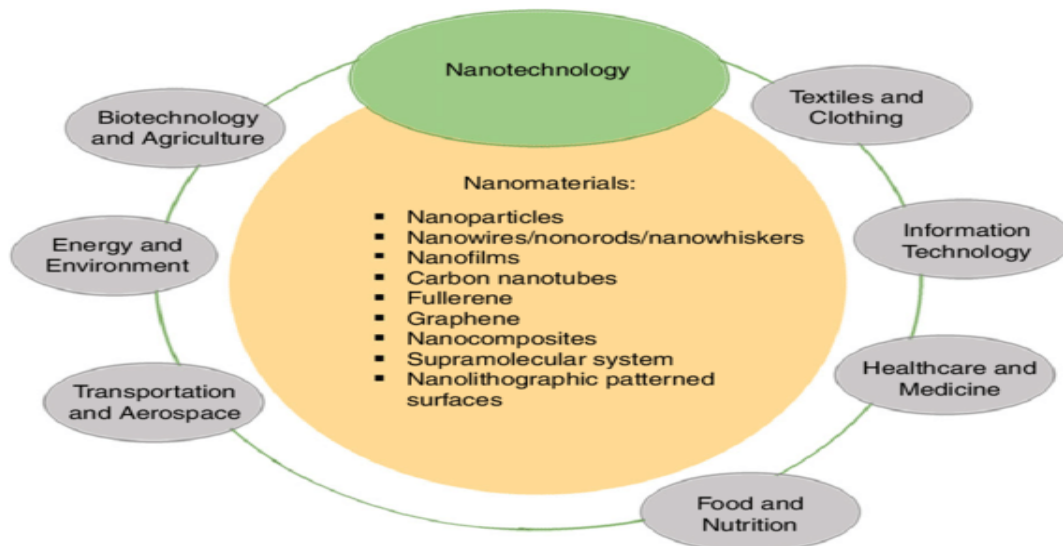 Nanotechnology
Biotechnology
and Agriculture
Textiles and
Clothing
Energy and
Environment
Information
Technology
Transportation
and Aerospace
Healthcare and
Medicine
Food and
Nutrition
Nanomaterials:
▪ Nanoparticles
▪ Nanowires/nonorods/nanowhiskers
▪ Nanofilms
▪ Carbon nanotubes
▪ Fullerene
▪ Graphene
▪ Nanocomposites
▪ Supramolecular system
▪ Nanolithographic patterned
surfaces